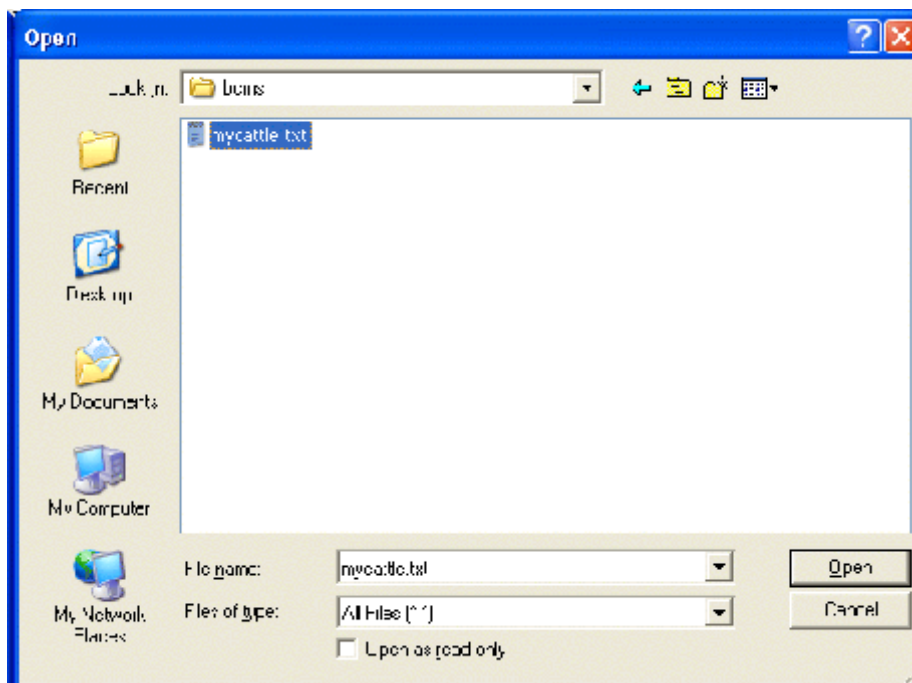 Open
Look in:
mycattle.txt
Recent
Desktop
My Documents
My Computer
My Network
Places
File name:
mycattle.txt
Open
Files of type:
All Files (*.*)
Cancel
Open as read only